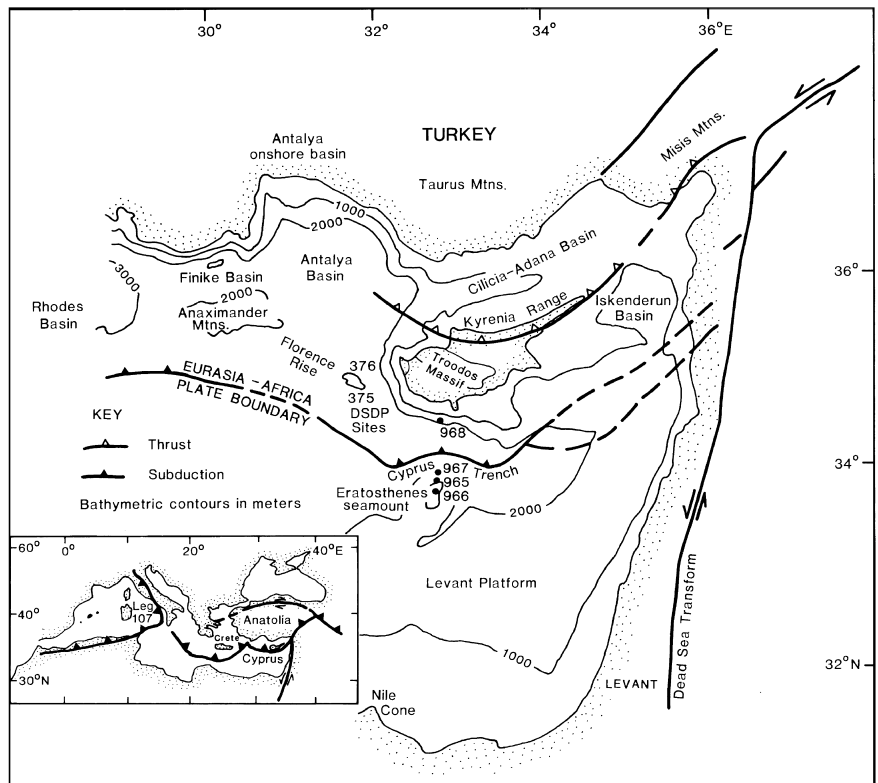 30°
32°
34°
36°E
Antalya
onshore basin
TURKEY
Misis Mtns.
Taurus Mtns.
1000
2000
3000
Antalya
Basin
Cilicia-Adana Basin
36°
Finike Basin
2000
Anaximander
Mtns.
Rhodes
Basin
Kyrenia Range
Iskenderun
Basin
Florence
Rise
Troodos
Massif
376
375
DSDP
Sites
EURASIA-AFRICA
PLATE BOUNDARY
968
KEY
Thrust
Subduction
Bathymetric contours in meters
Cyprus Trench
967
965
966
Eratosthenes
seamount
34°
2000
Levant Platform
Dead Sea Transform
1000
32°N
LEVANT
Nile
Cone
60°
0°
20°
40°E
40°
30°N
Leg
107
Anatolia
Crete
Cyprus